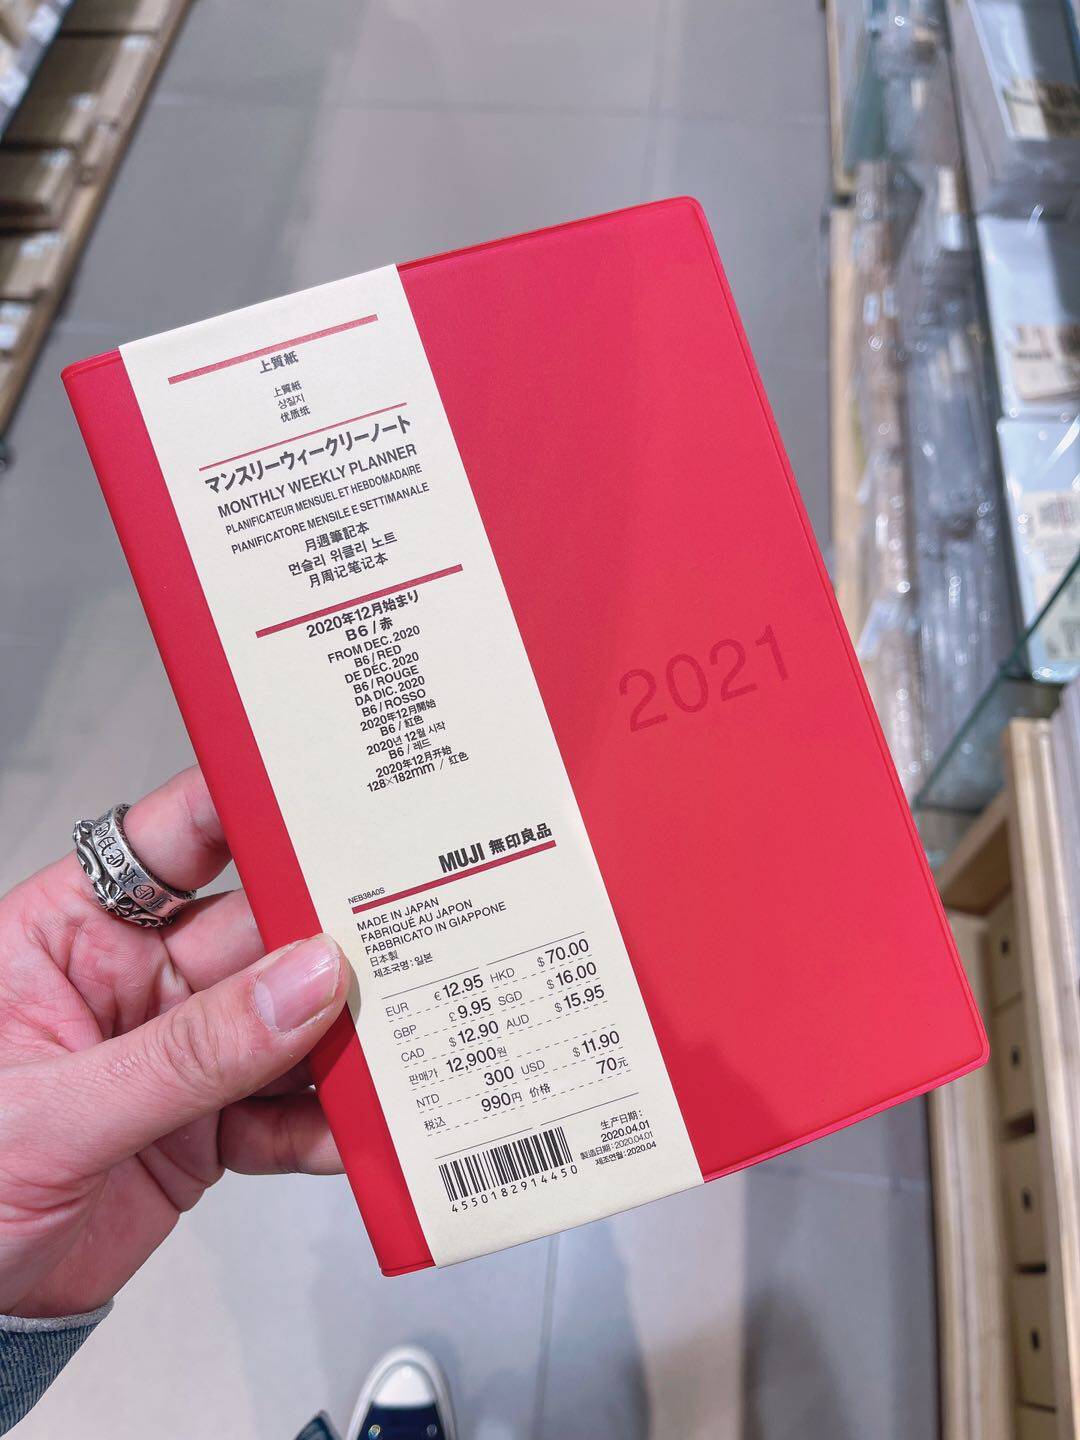 上質紙
上質紙
상질지
优质纸
マンスリーウィークリーノート
MONTHLY WEEKLY PLANNER
PLANIFICATEUR MENSUEL ET HEBDOMADAIRE
PIANIFICATORE MENSILE E SETTIMANALE
月週筆記本
먼슬리 위클리 노트
月周记笔记本
2020年12月始まり
B6 / 赤
FROM DEC. 2020
B6 / RED
DE DÉC. 2020
B6 / ROUGE
DA DIC. 2020
B6 / ROSSO
2020年12月開始
B6 / 紅色
2020년 12월 시작
B6 / 레드
2020年12月开始
128×182mm / 红色
2021
MUJI 無印良品
NEB38A0S
MADE IN JAPAN
FABRIQUÉ AU JAPON
FABBRICATO IN GIAPPONE
日本製
제조국명 : 일본
EUR € 12.95 HKD $ 70.00
GBP £ 9.95 SGD $ 16.00
CAD $ 12.90 AUD $ 15.95
판매가 12,900원
NTD 300 USD $ 11.90
税込 990円 价格 70元
4550182914450
生产日期：
2020.04.01
製造日期：2020.04.01
제조연월 : 2020.04